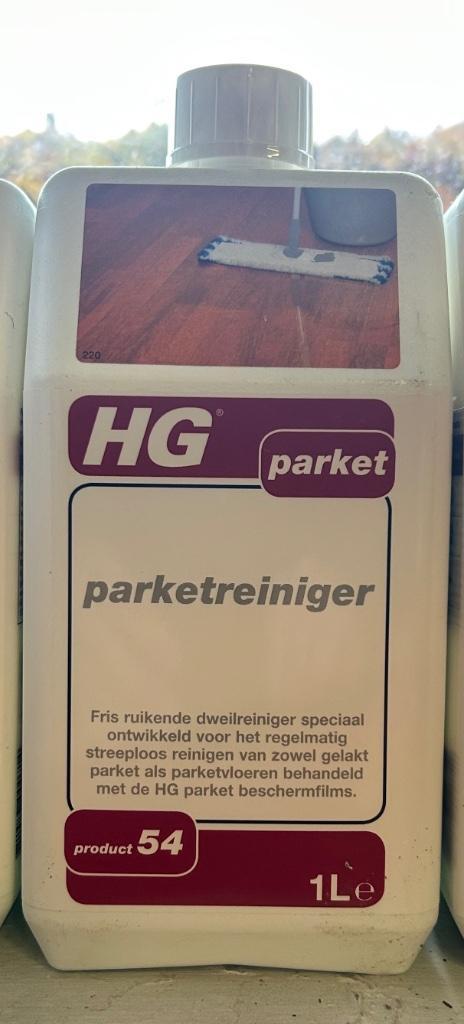 220
HG®
parket
parketreiniger
Fris ruikende dweilreiniger speciaal
ontwikkeld voor het regelmatig
streeploos reinigen van zowel gelakt
parket als parketvloeren behandeld
met de HG parket beschermfilms.
product 54
1L ℮